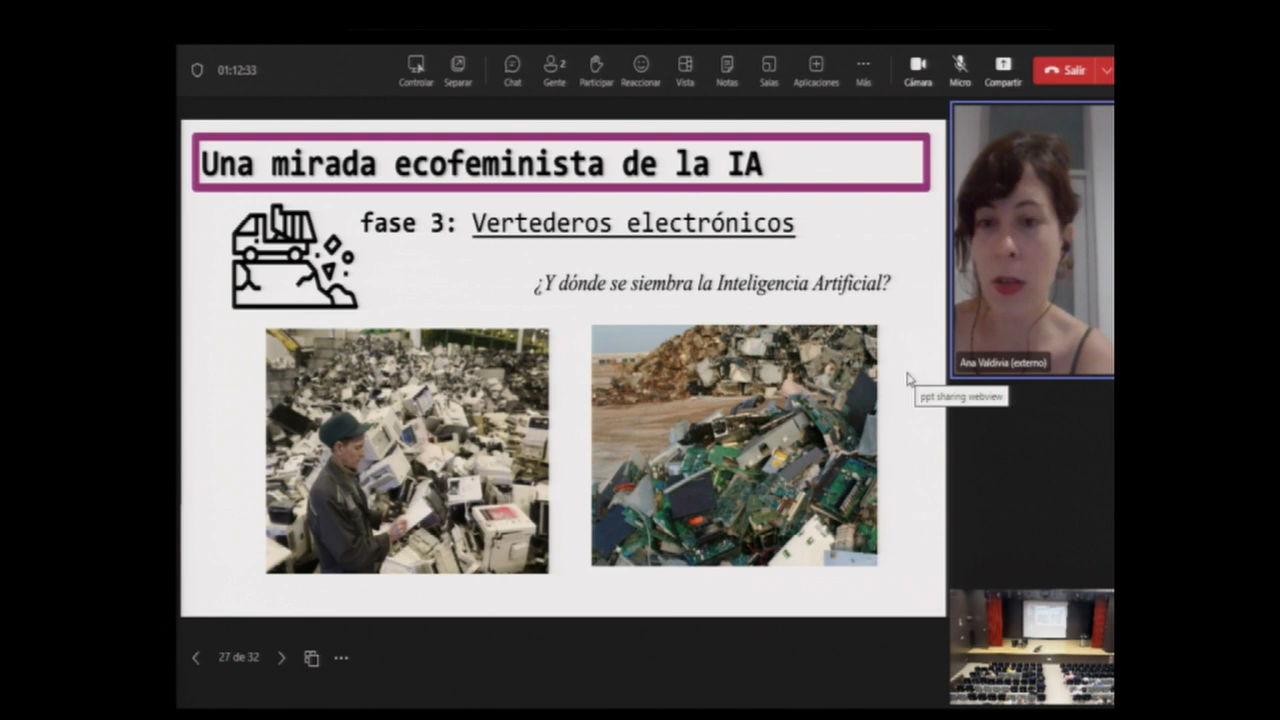 01:12:33
Controlar
Separar
Chat
2
Gente
Participar
Reaccionar
Vista
Notas
Salas
Aplicaciones
Más
Cámara
Micro
Compartir
Salir
Una mirada ecofeminista de la IA
fase 3: Vertederos electrónicos
¿Y dónde se siembra la Inteligencia Artificial?
Ana Valdivia (externo)
ppt sharing webview
27 de 32